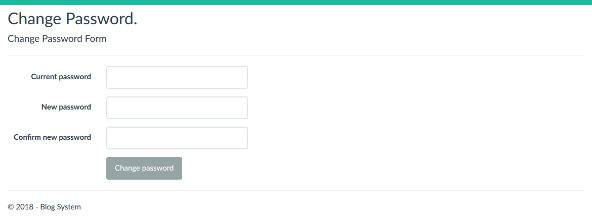 Change Password.
Change Password Form
Current password
New password
Confirm new password
Change password
© 2018 - Blog System